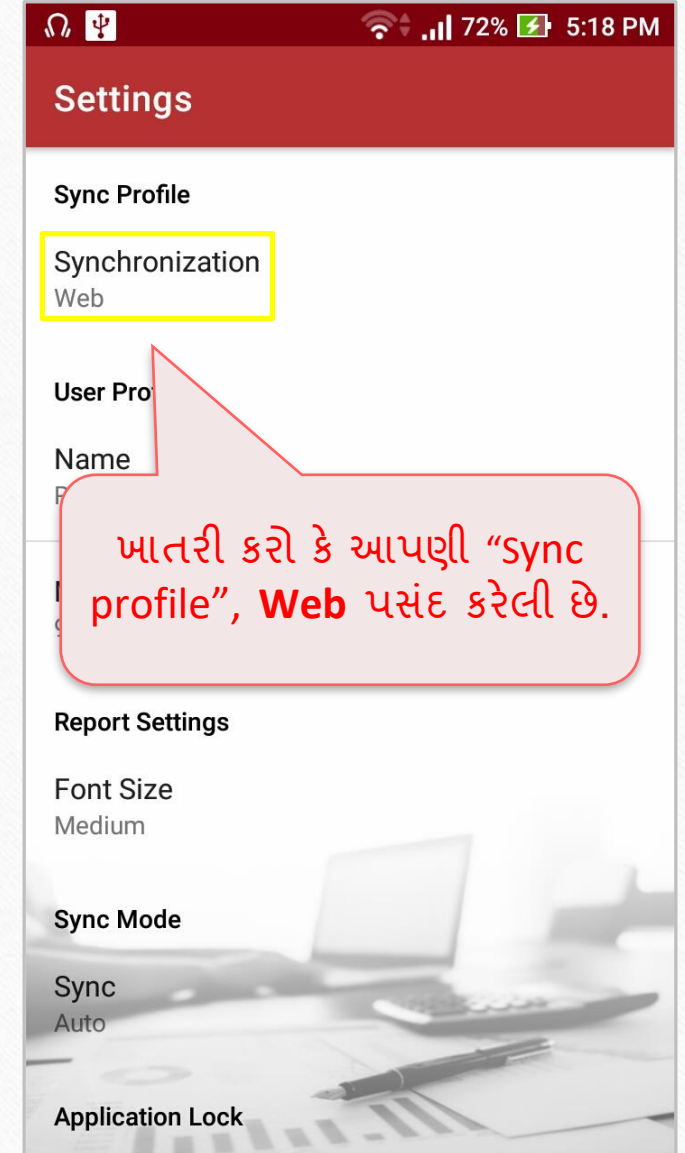 72% 5:18 PM
Settings
Sync Profile
Synchronization
Web
User
Name
ખાતરી કરો કે આપણી “Sync
profile”, Web પસંદ કરેલી છે.
Report Settings
Font Size
Medium
Sync Mode
Sync
Auto
Application Lock